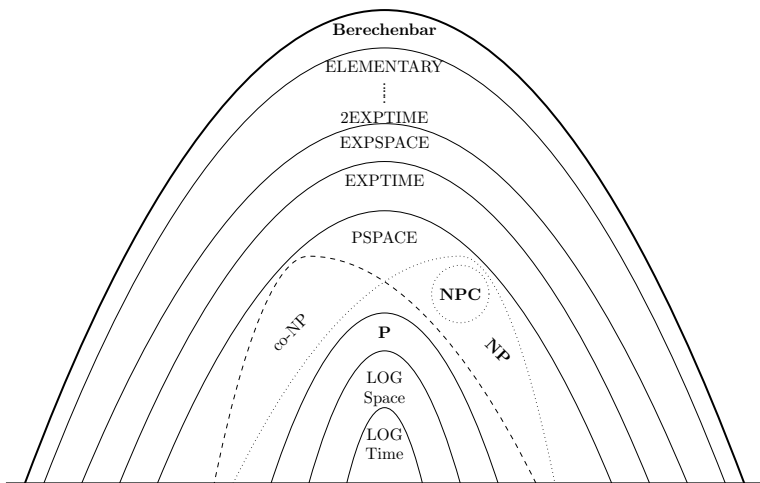 Berechenbar
ELEMENTARY
2EXPTIME
EXPSPACE
EXPTIME
PSPACE
NPC
co-NP
P
NP
LOG
Space
LOG
Time